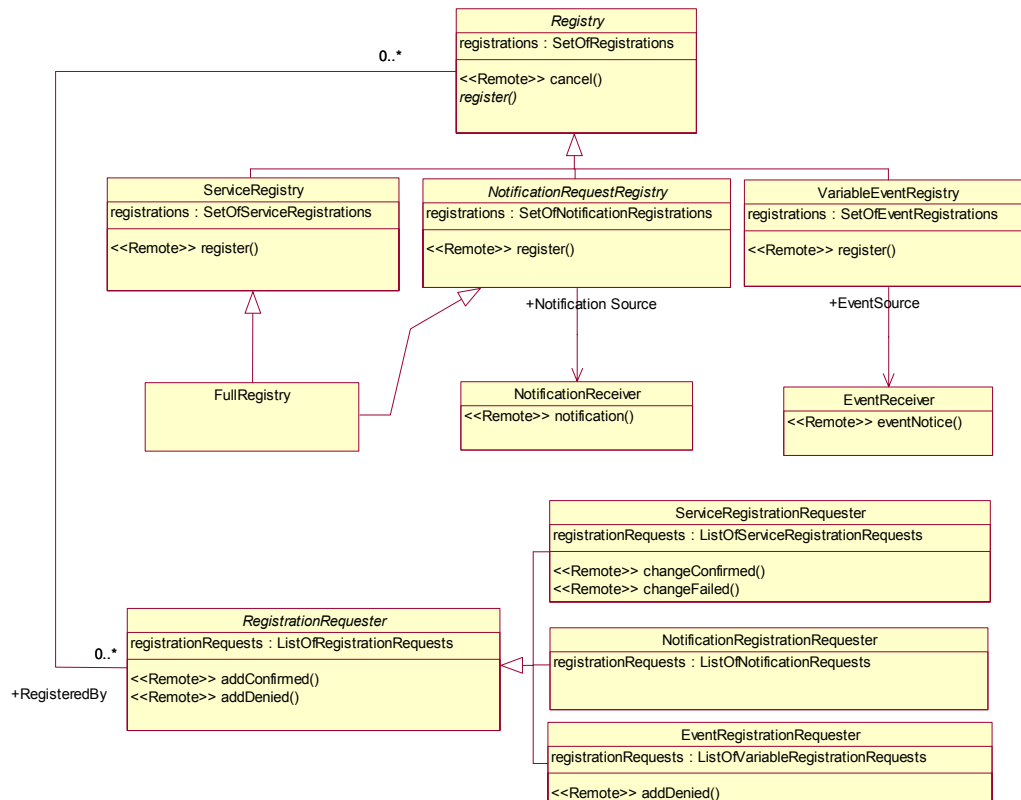 Registry
registrations : SetOfRegistrations
0..*
<<Remote>> cancel()
register()
ServiceRegistry
registrations : SetOfServiceRegistrations
<<Remote>> register()
NotificationRequestRegistry
registrations : SetOfNotificationRegistrations
<<Remote>> register()
VariableEventRegistry
registrations : SetOfEventRegistrations
<<Remote>> register()
+Notification Source
+EventSource
FullRegistry
NotificationReceiver
<<Remote>> notification()
EventReceiver
<<Remote>> eventNotice()
ServiceRegistrationRequester
registrationRequests : ListOfServiceRegistrationRequests
<<Remote>> changeConfirmed()
<<Remote>> changeFailed()
RegistrationRequester
registrationRequests : ListOfRegistrationRequests
<<Remote>> addConfirmed()
<<Remote>> addDenied()
0..*
+RegisteredBy
NotificationRegistrationRequester
registrationRequests : ListOfNotificationRequests
EventRegistrationRequester
registrationRequests : ListOfVariableRegistrationRequests
<<Remote>> addDenied()